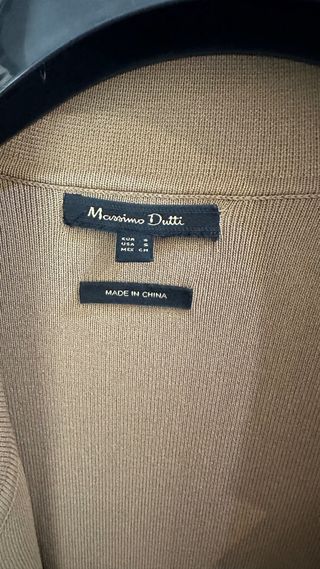 Massimo Dutti
EUR S
USA S
MEX CH
MADE IN CHINA